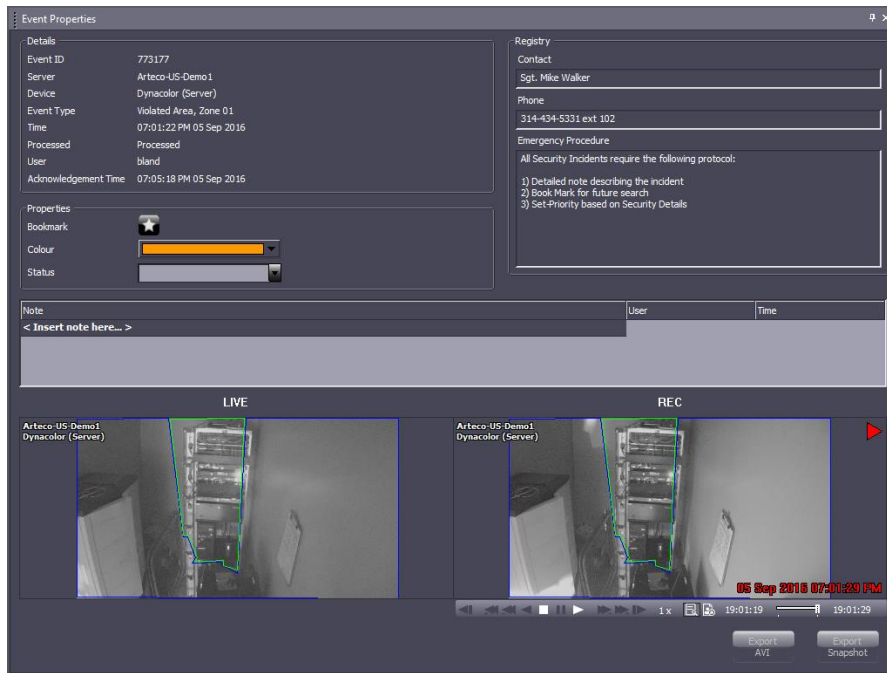 Event Properties
Details
Event ID 773177
Server Arteco-US-Demo1
Device Dynacolor (Server)
Event Type Violated Area, Zone 01
Time 07:01:22 PM 05 Sep 2016
Processed Processed
User bland
Acknowledgement Time 07:05:18 PM 05 Sep 2016
Properties
Bookmark
Colour
Status
Registry
Contact
Sgt. Mike Walker
Phone
314-434-5331 ext 102
Emergency Procedure
All Security Incidents require the following protocol:
1) Detailed note describing the incident
2) Book Mark for future search
3) Set-Priority based on Security Details
Note User Time
< Insert note here... >
LIVE
Arteco-US-Demo1
Dynacolor (Server)
REC
Arteco-US-Demo1
Dynacolor (Server)
05 Sep 2016 07:01:29 PM
1 x 19:01:19 19:01:29
Export
AVI
Export
Snapshot